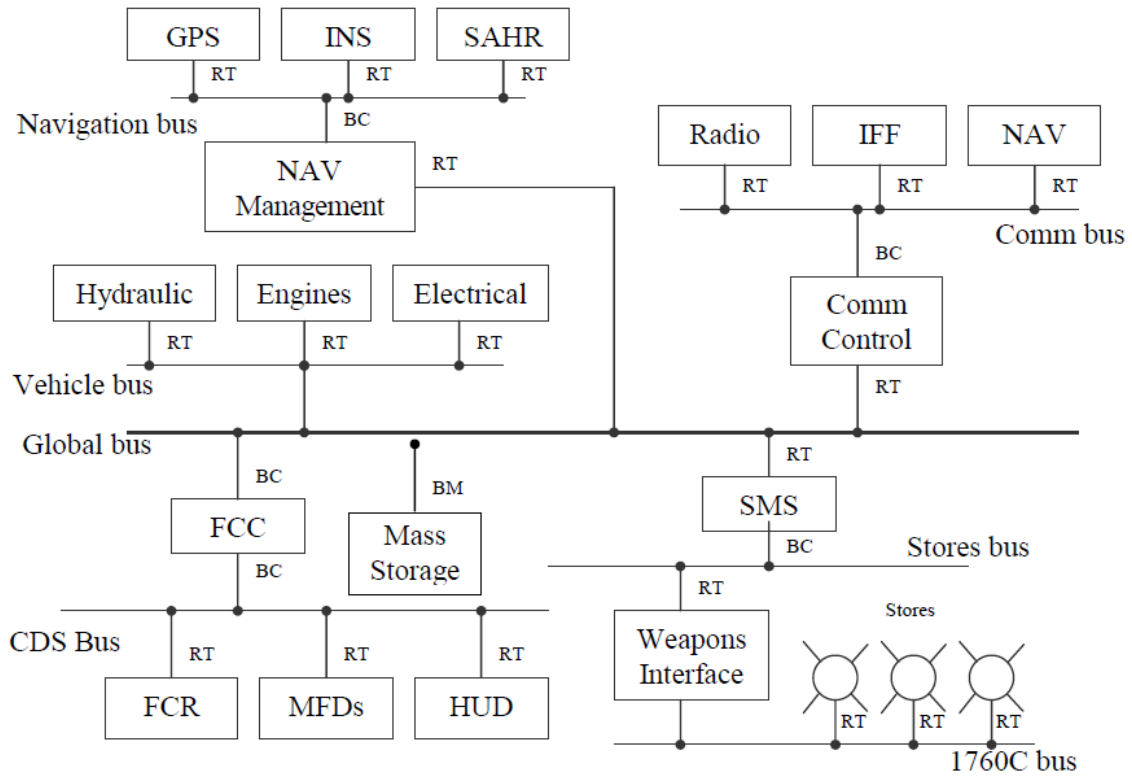 GPS
INS
SAHR
RT
RT
RT
Navigation bus
BC
NAV
Management
RT
Radio
IFF
NAV
RT
RT
RT
Comm bus
BC
Comm
Control
RT
Hydraulic
Engines
Electrical
RT
RT
RT
Vehicle bus
Global bus
BC
FCC
BC
BM
Mass
Storage
RT
SMS
BC
Stores bus
CDS Bus
RT
RT
RT
FCR
MFDs
HUD
RT
Weapons
Interface
Stores
RT
RT
RT
1760C bus